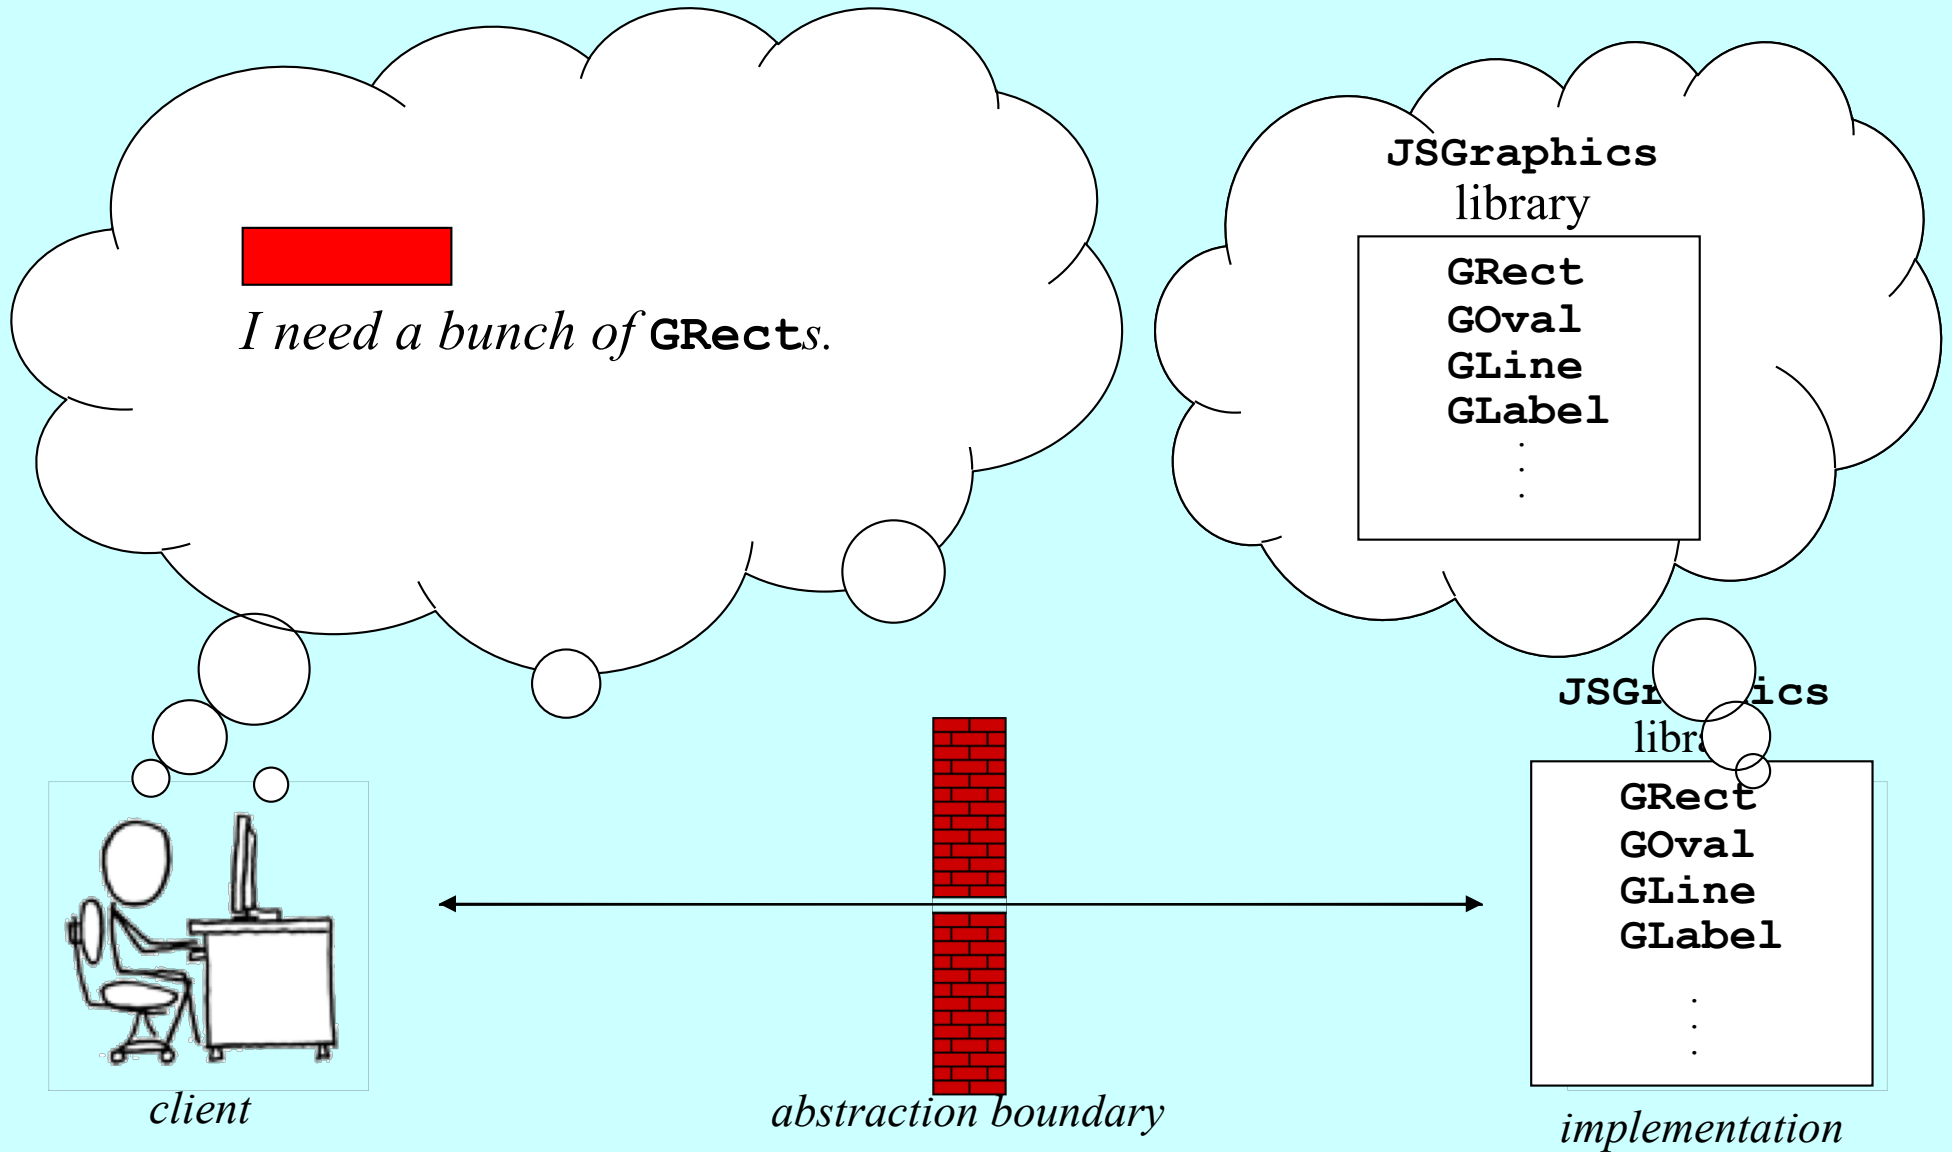 I need a bunch of GRects.
JSGraphics
library
GRect
GOval
GLine
GLabel
.
.
.
GRect
GOval
GLine
GLabel
.
.
.
client
abstraction boundary
implementation